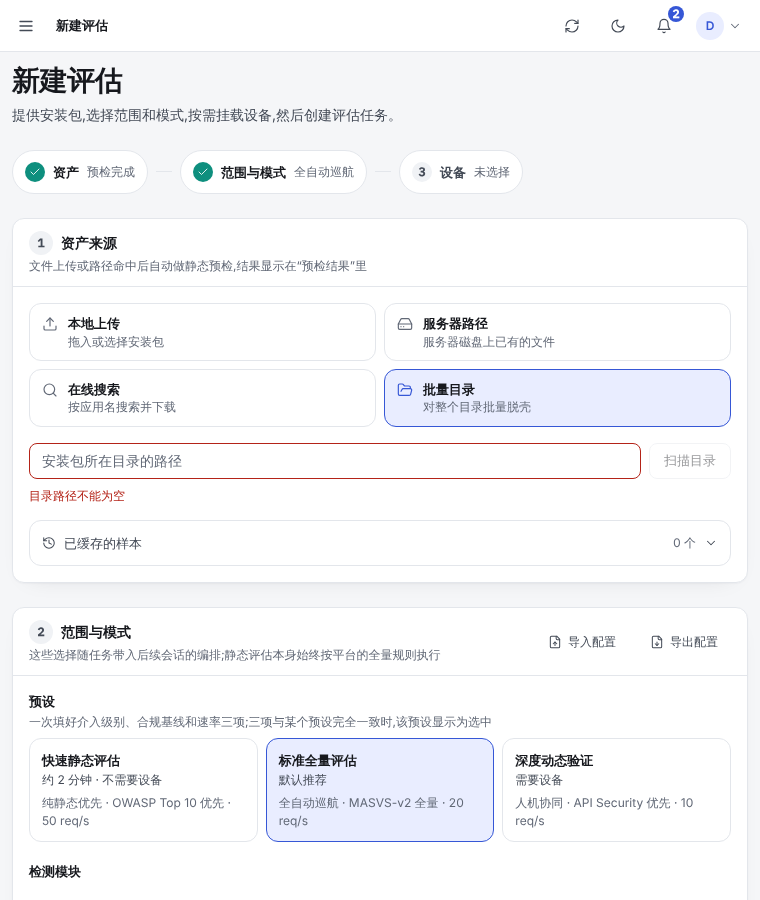 新建评估
2
D
新建评估
提供安装包,选择范围和模式,按需挂载设备,然后创建评估任务。
资产 预检完成
范围与模式 全自动巡航
3 设备 未选择
1 资产来源
文件上传或路径命中后自动做静态预检,结果显示在“预检结果”里
本地上传
拖入或选择安装包
服务器路径
服务器磁盘上已有的文件
在线搜索
按应用名搜索并下载
批量目录
对整个目录批量脱壳
安装包所在目录的路径
扫描目录
目录路径不能为空
已缓存的样本
0 个
2 范围与模式
这些选择随任务带入后续会话的编排;静态评估本身始终按平台的全量规则执行
导入配置
导出配置
预设
一次填好介入级别、合规基线和速率三项;三项与某个预设完全一致时,该预设显示为选中
快速静态评估
约 2 分钟 · 不需要设备
纯静态优先 · OWASP Top 10 优先 ·
50 req/s
标准全量评估
默认推荐
全自动巡航 · MASVS-v2 全量 · 20
req/s
深度动态验证
需要设备
人机协同 · API Security 优先 · 10
req/s
检测模块